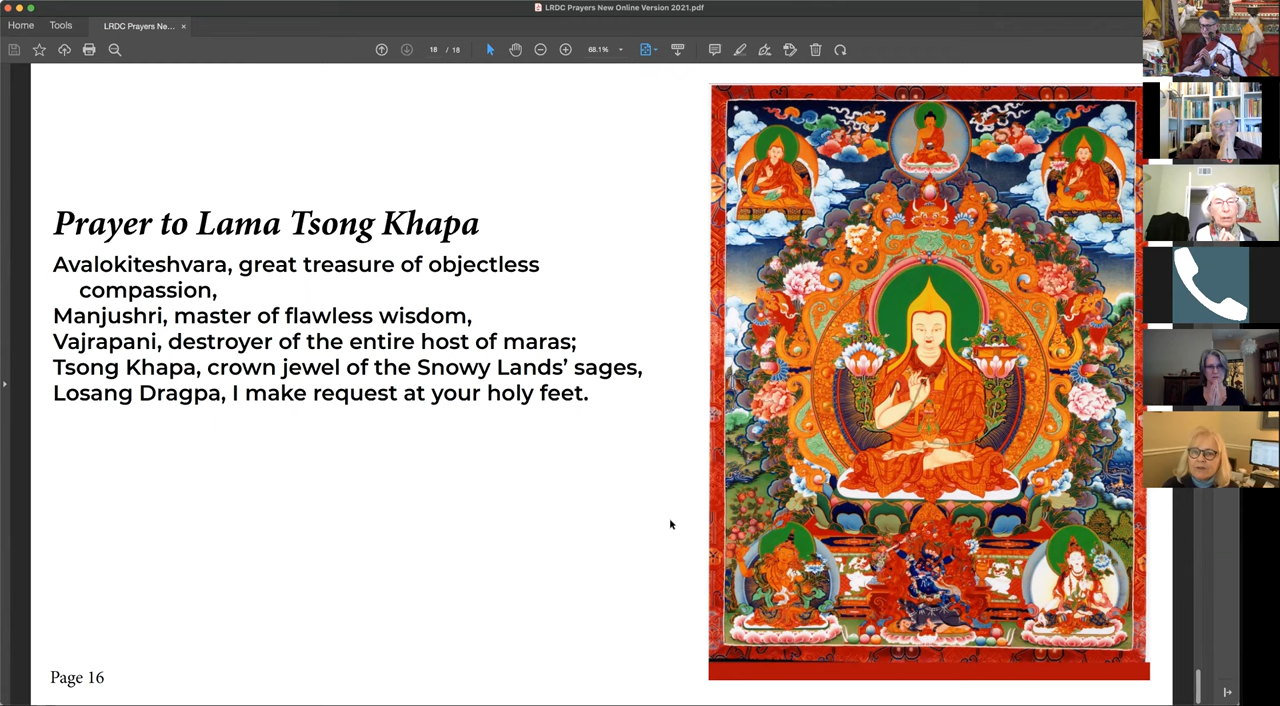 LRDC Prayers New Online Version 2021.pdf
Home
Tools
LRDC Prayers Ne... ×
18 / 18
68.1%
Prayer to Lama Tsong Khapa
Avalokiteshvara, great treasure of objectless
compassion,
Manjushri, master of flawless wisdom,
Vajrapani, destroyer of the entire host of maras;
Tsong Khapa, crown jewel of the Snowy Lands’ sages,
Losang Dragpa, I make request at your holy feet.
Page 16